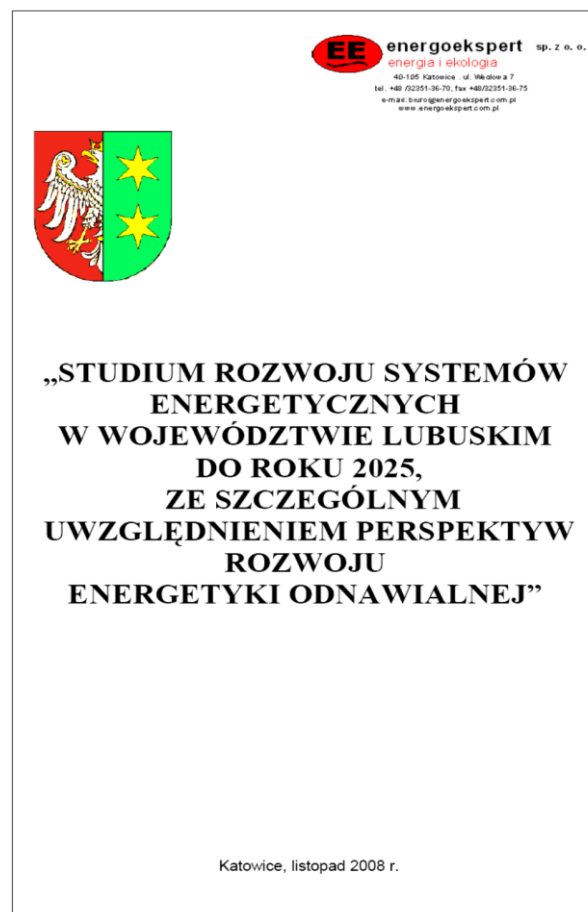 EE energoekspert sp. z o. o.
energia i ekologia
40-105 Katowice , ul. Węglowa 7
tel. +48 /32351-36-70, fax +48/32351-36-75
e-mail: biuro@energoekspert.com.pl
www.energoekspert.com.pl
„STUDIUM ROZWOJU SYSTEMÓW
ENERGETYCZNYCH
W WOJEWÓDZTWIE LUBUSKIM
DO ROKU 2025,
ZE SZCZEGÓLNYM
UWZGLĘDNIENIEM PERSPEKTYW
ROZWOJU
ENERGETYKI ODNAWIALNEJ”
Katowice, listopad 2008 r.